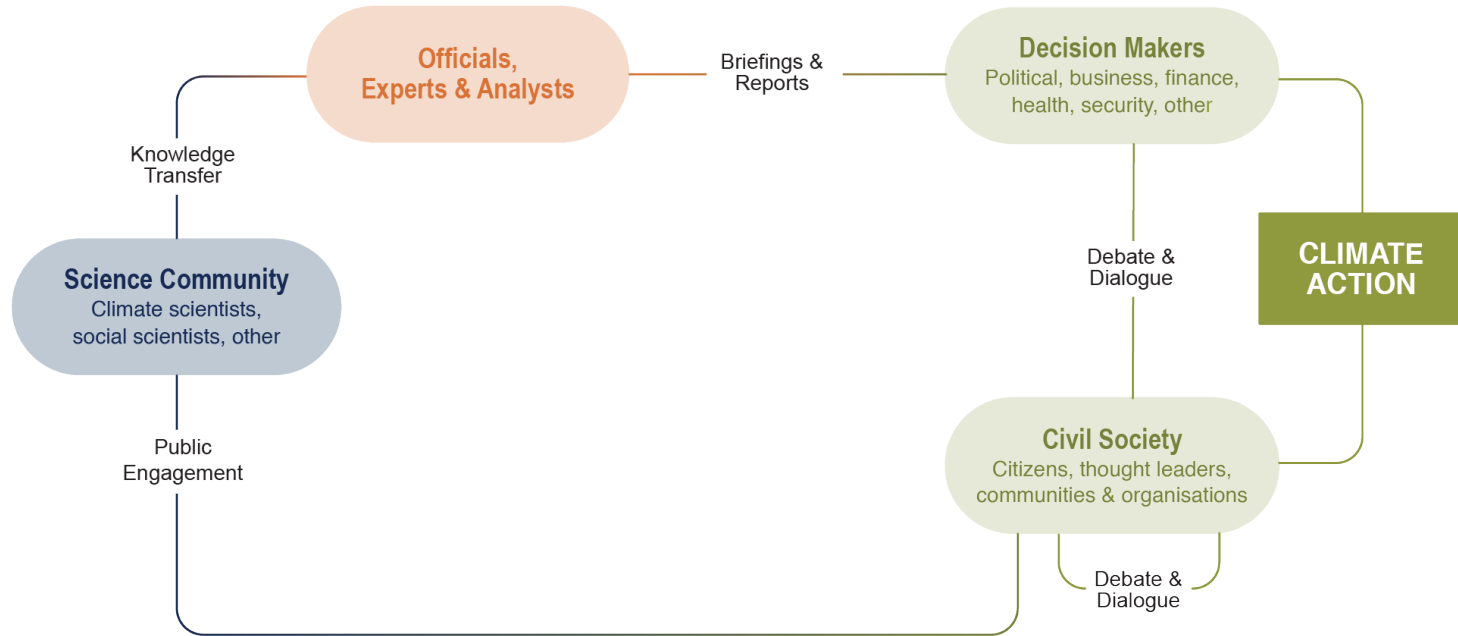 Officials,
Experts & Analysts
Briefings &
Reports
Decision Makers
Political, business, finance,
health, security, other
Knowledge
Transfer
Science Community
Climate scientists,
social scientists, other
Debate &
Dialogue
CLIMATE
ACTION
Public
Engagement
Civil Society
Citizens, thought leaders,
communities & organisations
Debate &
Dialogue